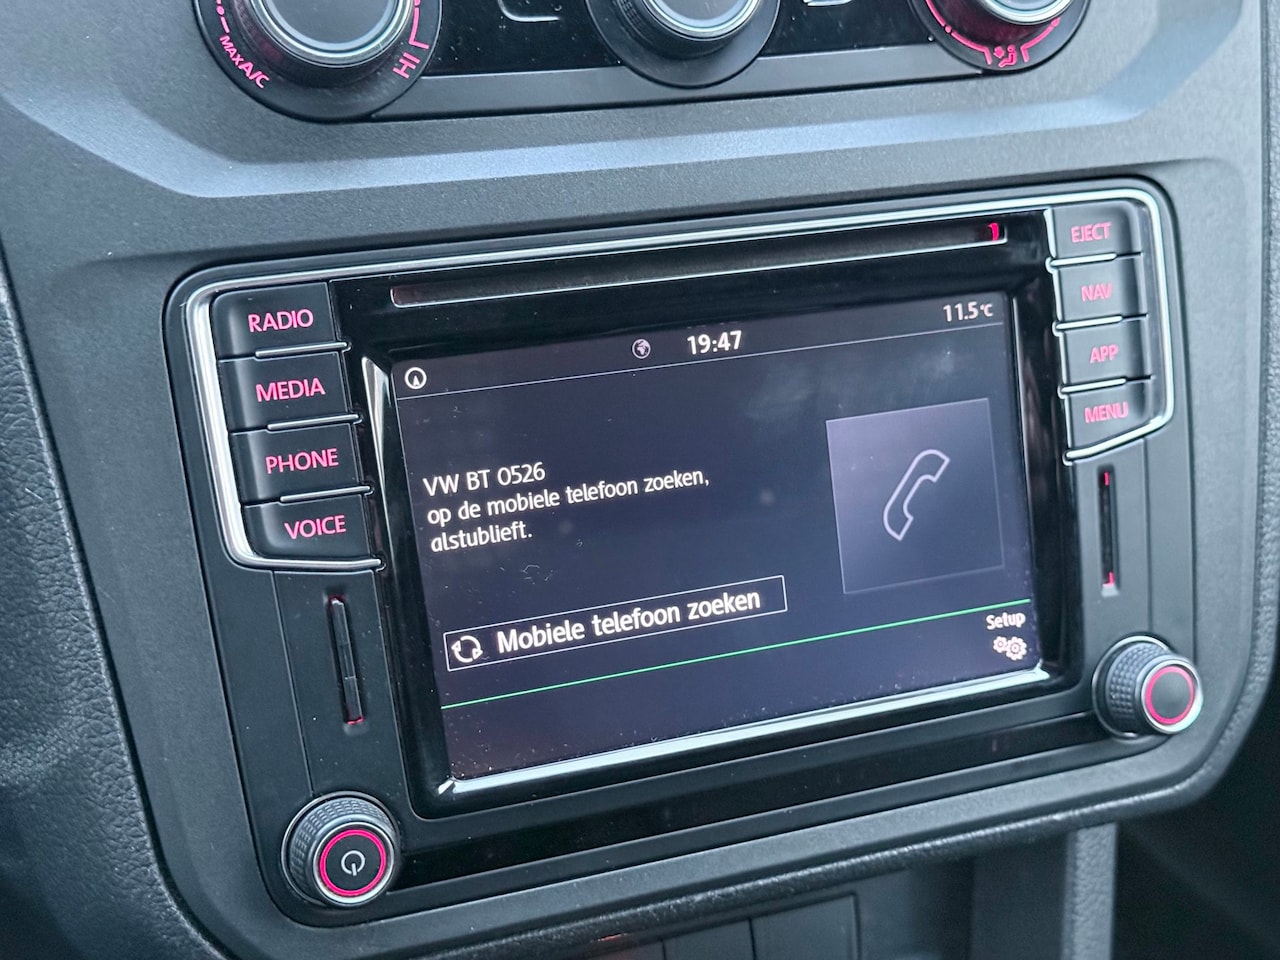 MAX A/C
HI
EJECT
RADIO
NAV
MEDIA
APP
PHONE
MENU
VOICE
19:47
11.5°C
VW BT 0526
op de mobiele telefoon zoeken,
alstublieft.
Mobiele telefoon zoeken
Setup